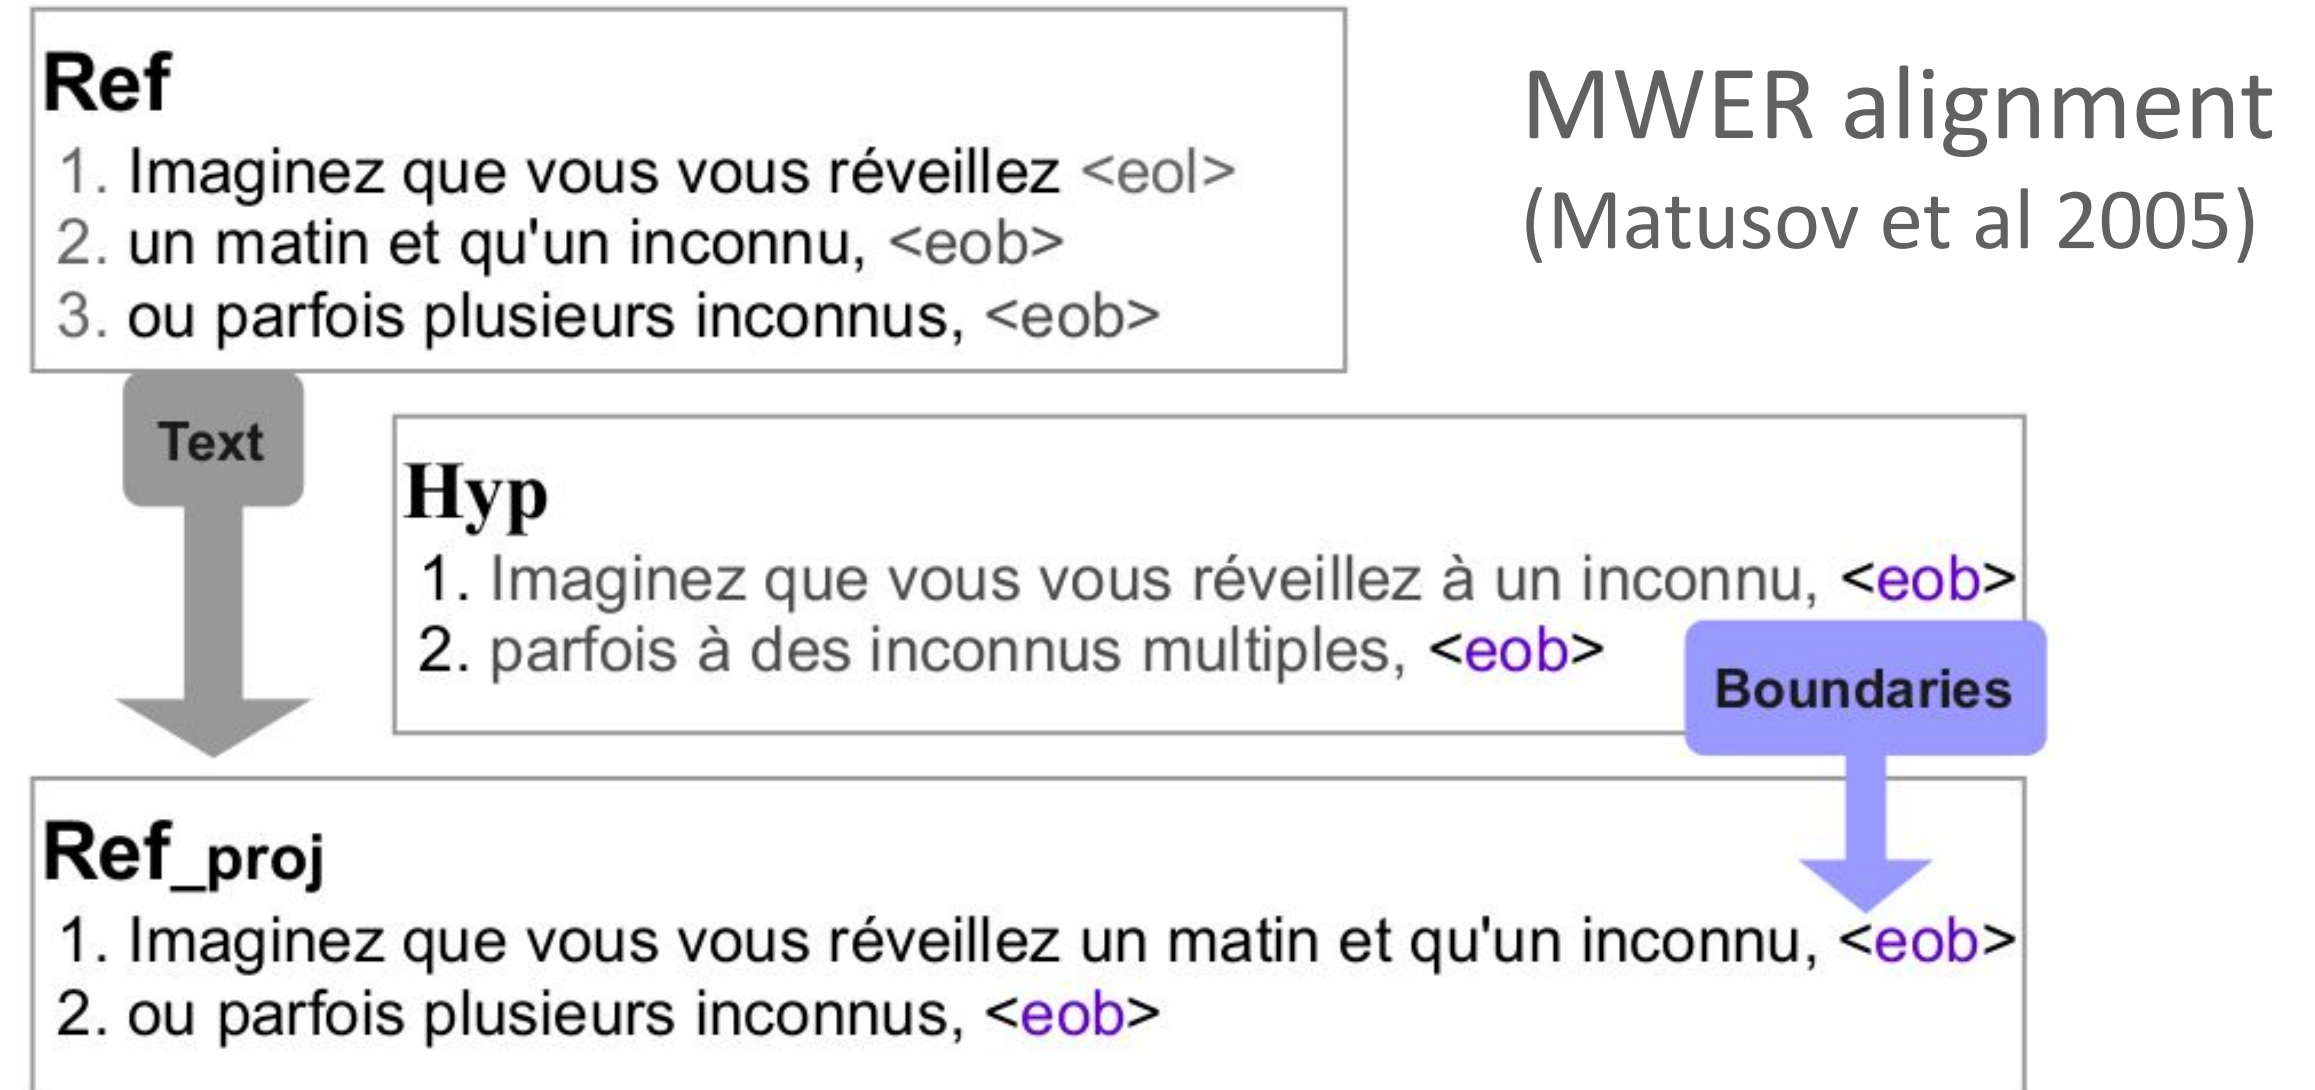 Ref
1. Imaginez que vous vous réveillez <eol>
2. un matin et qu'un inconnu, <eob>
3. ou parfois plusieurs inconnus, <eob>
MWER alignment
(Matusov et al 2005)
Text
Hyp
1. Imaginez que vous vous réveillez à un inconnu, <eob>
2. parfois à des inconnus multiples, <eob>
Boundaries
Ref_proj
1. Imaginez que vous vous réveillez un matin et qu'un inconnu, <eob>
2. ou parfois plusieurs inconnus, <eob>